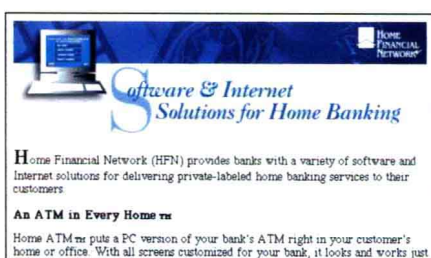 HOME
FINANCIAL
NETWORK
Software & Internet
Solutions for Home Banking
Home Financial Network (HFN) provides banks with a variety of software and
Internet solutions for delivering private-labeled home banking services to their
customers.
An ATM in Every Home TM
Home ATM TM puts a PC version of your bank's ATM right in your customer's
home or office. With all screens customized for your bank, it looks and works just